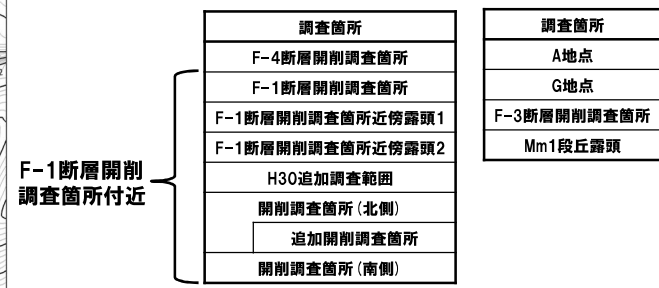 調査箇所
F-4断層開削調査箇所
F-1断層開削調査箇所
F-1断層開削調査箇所近傍露頭1
F-1断層開削調査箇所近傍露頭2
H30追加調査範囲
開削調査箇所(北側)
追加開削調査箇所
開削調査箇所(南側)
F-1断層開削
調査箇所付近
調査箇所
A地点
G地点
F-3断層開削調査箇所
Mm1段丘露頭